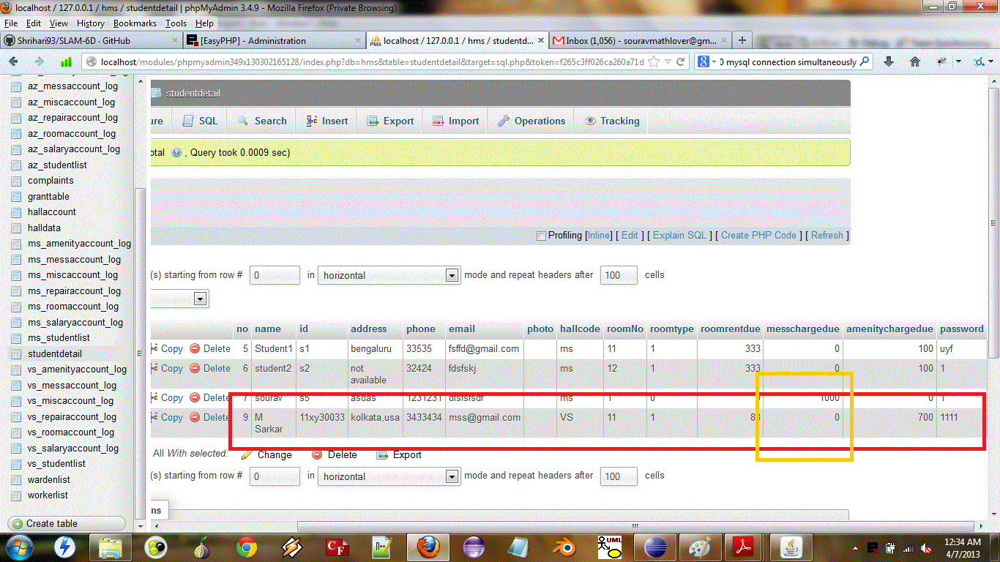 localhost / 127.0.0.1 / hms / studentdetail | phpMyAdmin 3.4.9 - Mozilla Firefox (Private Browsing)
File Edit View History Bookmarks Tools Help
Shrihari93/SLAM-6D · GitHub [EasyPHP] - Administration localhost / 127.0.0.1 / hms / studentd... Inbox (1,056) - souravmathlover@gm...
localhost/modules/phpmyadmin349x130302165128/index.php?db=hms&table=studentdetail&target=sql.php&token=f265c3ff026ca260a71d mysql connection simultaneously
az_messaccount_log
az_miscaccount_log
az_repairaccount_log
az_roomaccount_log
az_salaryaccount_log
az_studentlist
complaints
granttable
hallaccount
halldata
ms_amenityaccount_log
ms_messaccount_log
ms_miscaccount_log
ms_repairaccount_log
ms_roomaccount_log
ms_salaryaccount_log
ms_studentlist
studentdetail
vs_amenityaccount_log
vs_messaccount_log
vs_miscaccount_log
vs_repairaccount_log
vs_roomaccount_log
vs_salaryaccount_log
vs_studentlist
wardenlist
workerlist
Create table
studentdetail
ure SQL Search Insert Export Import Operations Tracking
otal , Query took 0.0009 sec)
Profiling [Inline] [ Edit ] [ Explain SQL ] [ Create PHP Code ] [ Refresh ]
(s) starting from row # 0 in horizontal mode and repeat headers after 100 cells
no name id address phone email photo hallcode roomNo roomtype roomrentdue messchargedue amenitychargedue password
Copy Delete 5 Student1 s1 bengaluru 33535 fsffd@gmail.com ms 11 1 333 0 100 uyf
Copy Delete 6 student2 s2 not 32424 fdsfskj ms 12 1 333 0 100 1
available
Copy Delete 7 sourav s5 asdas 1231231 dfsfsfsdf ms 1 0 1000 0 1
Copy Delete 9 M 11xy30033 kolkata,usa 3433434 mss@gmail.com VS 11 1 0 700 1111
Sarkar
All With selected: Change Delete Export
(s) starting from row # 0 in horizontal mode and repeat headers after 100 cells
ns
UML
12:34 AM
4/7/2013